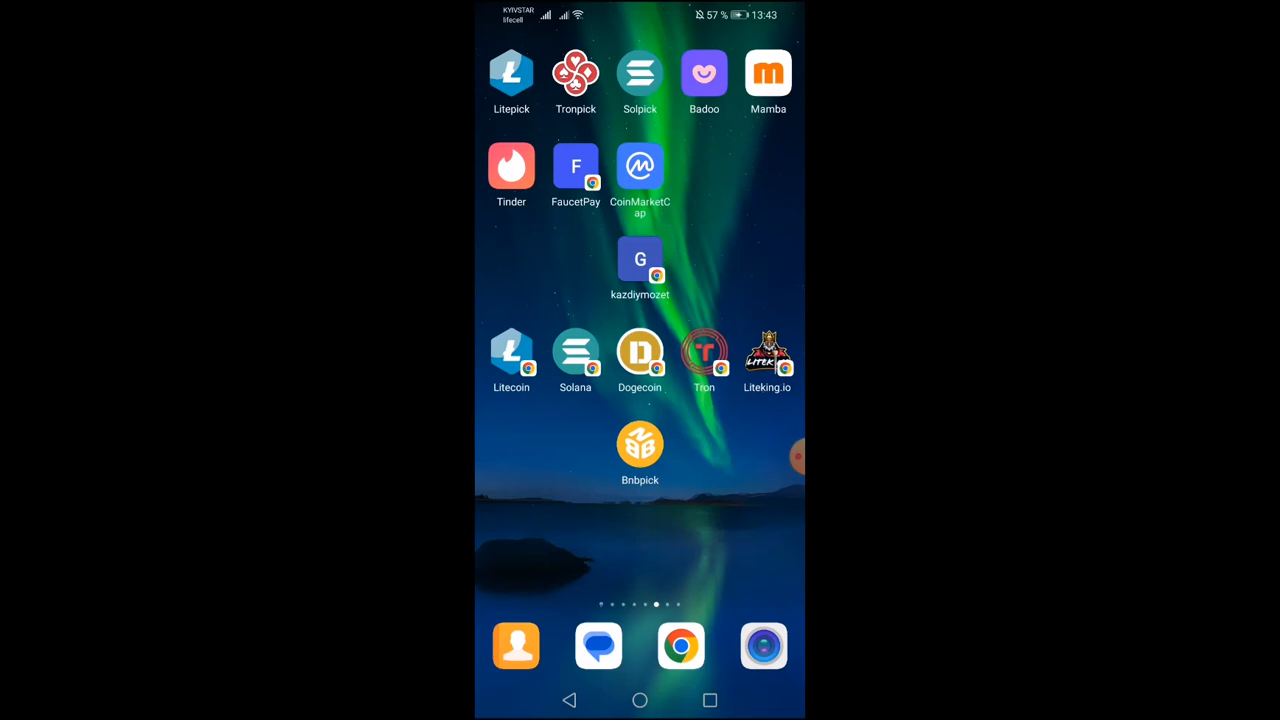 KYIVSTAR
lifecell
57 % 13:43
Litepick Tronpick Solpick Badoo Mamba
Tinder FaucetPay CoinMarketC
ap
F
G
kazdiymozet
LITEK
Litecoin Solana Dogecoin Tron Liteking.io
Bnbpick